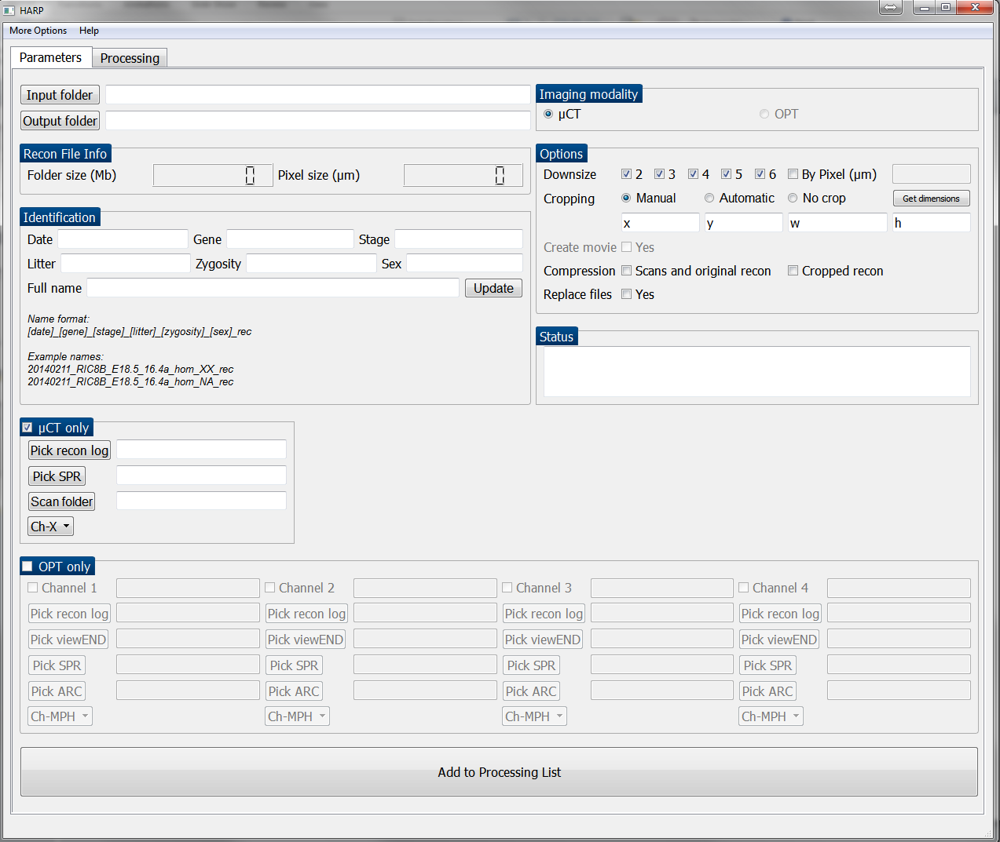 HARP
More Options Help
Parameters Processing
Input folder
Output folder
Imaging modality
µCT OPT
Recon File Info
Folder size (Mb) 0 Pixel size (µm) 0
Options
Downsize 2 3 4 5 6 By Pixel (µm)
Cropping Manual Automatic No crop Get dimensions
x y w h
Create movie Yes
Compression Scans and original recon Cropped recon
Replace files Yes
Identification
Date Gene Stage
Litter Zygosity Sex
Full name Update
Name format:
[date]_[gene]_[stage]_[litter]_[zygosity]_[sex]_rec
Example names:
20140211_RIC8B_E18.5_16.4a_hom_XX_rec
20140211_RIC8B_E18.5_16.4a_hom_NA_rec
Status
µCT only
Pick recon log
Pick SPR
Scan folder
Ch-X
OPT only
Channel 1 Channel 2 Channel 3 Channel 4
Pick recon log Pick recon log Pick recon log Pick recon log
Pick viewEND Pick viewEND Pick viewEND Pick viewEND
Pick SPR Pick SPR Pick SPR Pick SPR
Pick ARC Pick ARC Pick ARC Pick ARC
Ch-MPH Ch-MPH Ch-MPH Ch-MPH
Add to Processing List